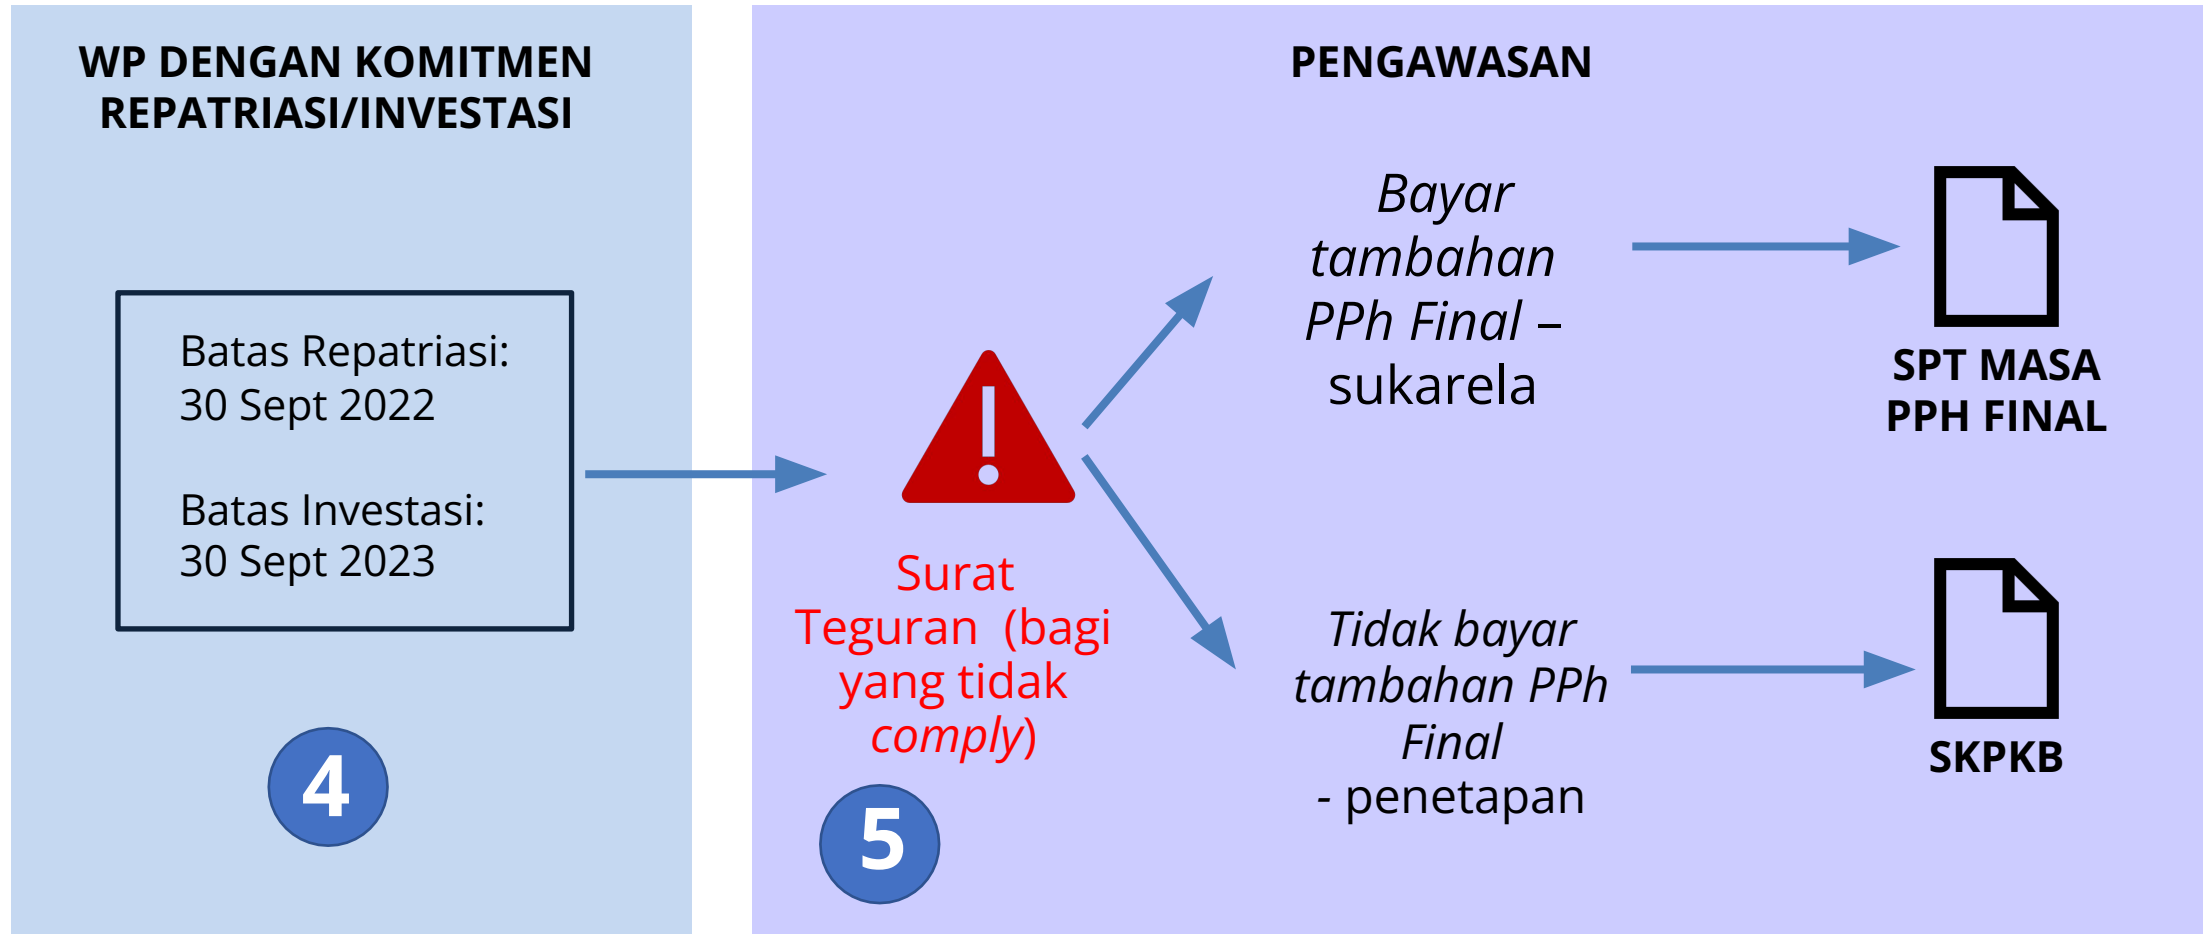 WP DENGAN KOMITMEN
REPATRIASI/INVESTASI
Batas Repatriasi:
30 Sept 2022
Batas Investasi:
30 Sept 2023
4
PENGAWASAN
Surat
Teguran (bagi
yang tidak
comply)
5
Bayar
tambahan
PPh Final –
sukarela
SPT MASA
PPH FINAL
Tidak bayar
tambahan PPh
Final
- penetapan
SKPKB